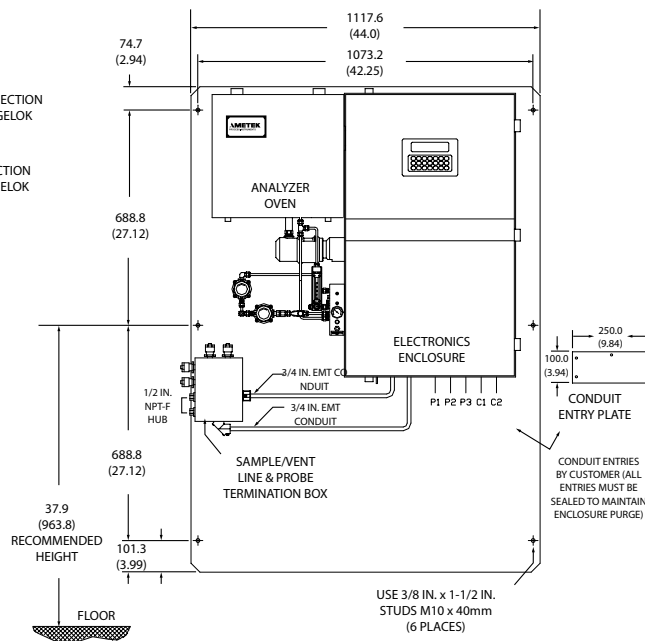 1117.6
(44.0)
74.7
(2.94)
1073.2
(42.25)
ECTION
GELOK
CTION
GELOK
AMETEK
ANALYZER
OVEN
688.8
(27.12)
ELECTRONICS
ENCLOSURE
250.0
(9.84)
100.0
(3.94)
CONDUIT
ENTRY PLATE
1/2 IN.
NPT-F
HUB
3/4 IN. EMT CO
NDUIT
3/4 IN. EMT
CONDUIT
P1 P2 P3 C1 C2
688.8
(27.12)
SAMPLE/VENT
LINE & PROBE
TERMINATION BOX
CONDUIT ENTRIES
BY CUSTOMER (ALL
ENTRIES MUST BE
SEALED TO MAINTAIN
ENCLOSURE PURGE)
37.9
(963.8)
RECOMMENDED
HEIGHT
101.3
(3.99)
USE 3/8 IN. x 1-1/2 IN.
STUDS M10 x 40mm
(6 PLACES)
FLOOR